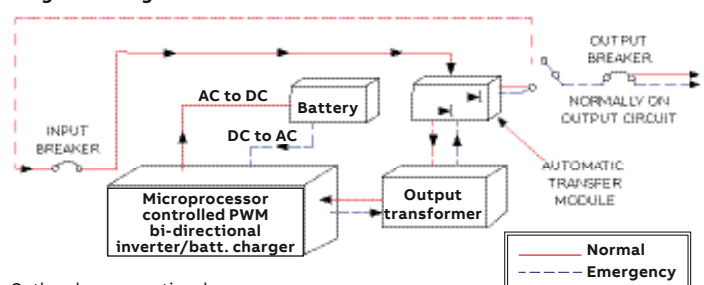 OUTPUT
BREAKER
AC to DC
Battery
NORMALLY ON
OUTPUT CIRCUIT
INPUT
BREAKER
DC to AC
AUTOMATIC
TRANSFER
MODULE
Microprocessor
controlled PWM
bi-directional
inverter/batt. charger
Output
transformer
Normal
Emergency